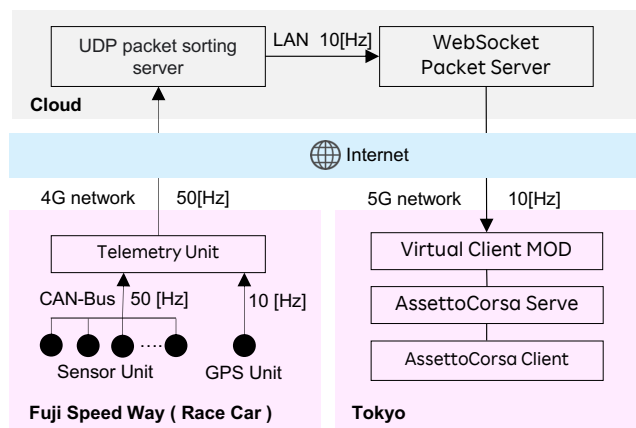 UDP packet sorting
server
LAN 10[Hz]
WebSocket
Packet Server
Cloud
Internet
4G network 50[Hz]
5G network 10[Hz]
Telemetry Unit
CAN-Bus 50 [Hz]
10 [Hz]
Sensor Unit
GPS Unit
Fuji Speed Way ( Race Car )
Virtual Client MOD
AssettoCorsa Serve
AssettoCorsa Client
Tokyo